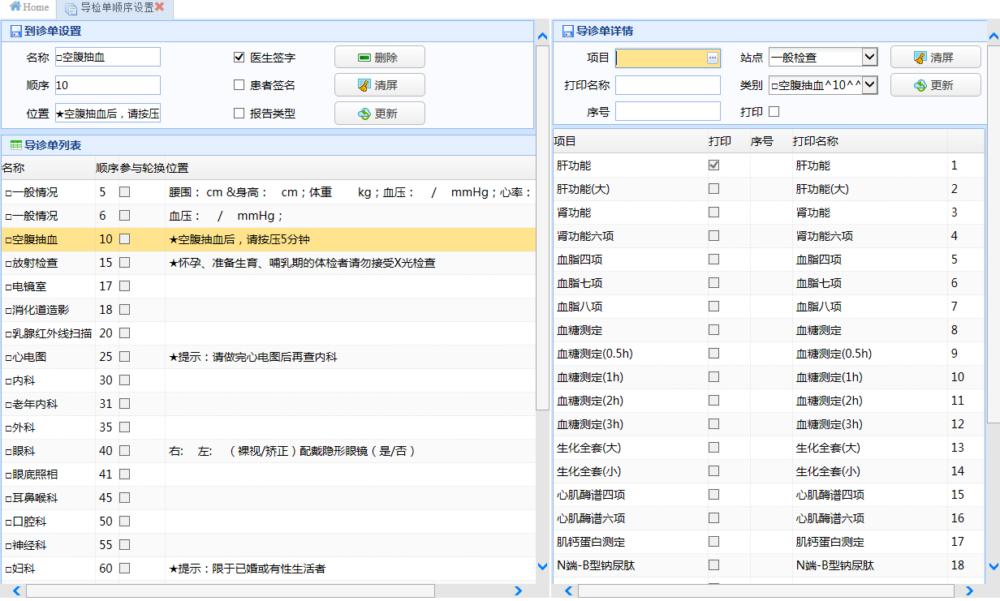 Home 导检单顺序设置
到诊单设置
名称 □空腹抽血 医生签字 删除
顺序 10 患者签名 清屏
位置 ★空腹抽血后，请按压 报告类型 更新
导诊单列表
名称 顺序 参与轮换 位置
□一般情况 5 腰围： cm &身高： cm；体重 kg；血压： / mmHg；心率：
□一般情况 6 血压： / mmHg；
□空腹抽血 10 ★空腹抽血后，请按压5分钟
□放射检查 15 ★怀孕、准备生育、哺乳期的体检者请勿接受X光检查
□电镜室 17
□消化道造影 18
□乳腺红外线扫描 20
□心电图 25 ★提示：请做完心电图后再查内科
□内科 30
□老年内科 31
□外科 35
□眼科 40 右: 左: （裸视/矫正）配戴隐形眼镜（是/否）
□眼底照相 41
□耳鼻喉科 45
□口腔科 50
□神经科 55
□妇科 60 ★提示：限于已婚或有性生活者
导诊单详情
项目 站点 一般检查 清屏
打印名称 类别 □空腹抽血^10^^ 更新
序号 打印
项目 打印 序号 打印名称
肝功能 肝功能 1
肝功能(大) 肝功能(大) 2
肾功能 肾功能 3
肾功能六项 肾功能六项 4
血脂四项 血脂四项 5
血脂七项 血脂七项 6
血脂八项 血脂八项 7
血糖测定 血糖测定 8
血糖测定(0.5h) 血糖测定(0.5h) 9
血糖测定(1h) 血糖测定(1h) 10
血糖测定(2h) 血糖测定(2h) 11
血糖测定(3h) 血糖测定(3h) 12
生化全套(大) 生化全套(大) 13
生化全套(小) 生化全套(小) 14
心肌酶谱四项 心肌酶谱四项 15
心肌酶谱六项 心肌酶谱六项 16
肌钙蛋白测定 肌钙蛋白测定 17
N端-B型钠尿肽 N端-B型钠尿肽 18